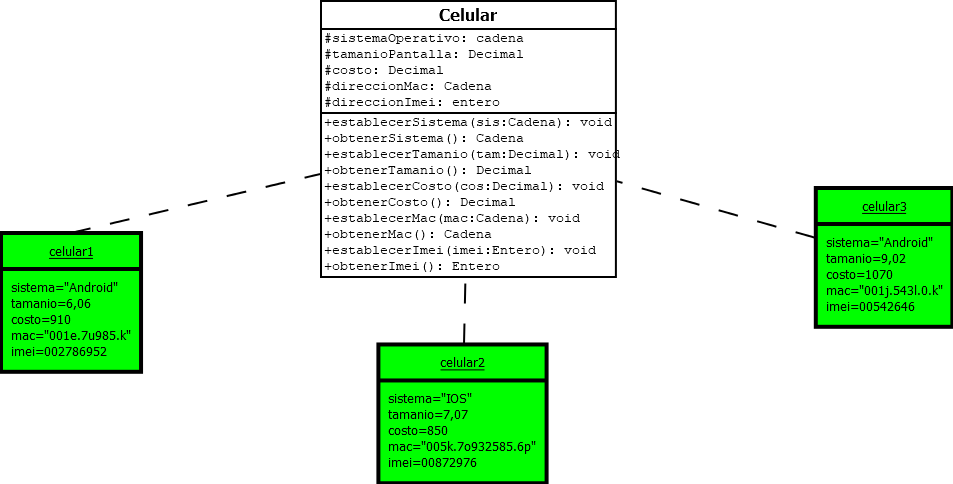 Celular
#sistemaOperativo: cadena
#tamanioPantalla: Decimal
#costo: Decimal
#direccionMac: Cadena
#direccionImei: entero
+establecerSistema(sis:Cadena): void
+obtenerSistema(): Cadena
+establecerTamanio(tam:Decimal): void
+obtenerTamanio(): Decimal
+establecerCosto(cos:Decimal): void
+obtenerCosto(): Decimal
+establecerMac(mac:Cadena): void
+obtenerMac(): Cadena
+establecerImei(imei:Entero): void
+obtenerImei(): Entero
celular1
sistema="Android"
tamanio=6,06
costo=910
mac="001e.7u985.k"
imei=002786952
celular2
sistema="IOS"
tamanio=7,07
costo=850
mac="005k.7o932585.6p"
imei=00872976
celular3
sistema="Android"
tamanio=9,02
costo=1070
mac="001j.543l.0.k"
imei=00542646